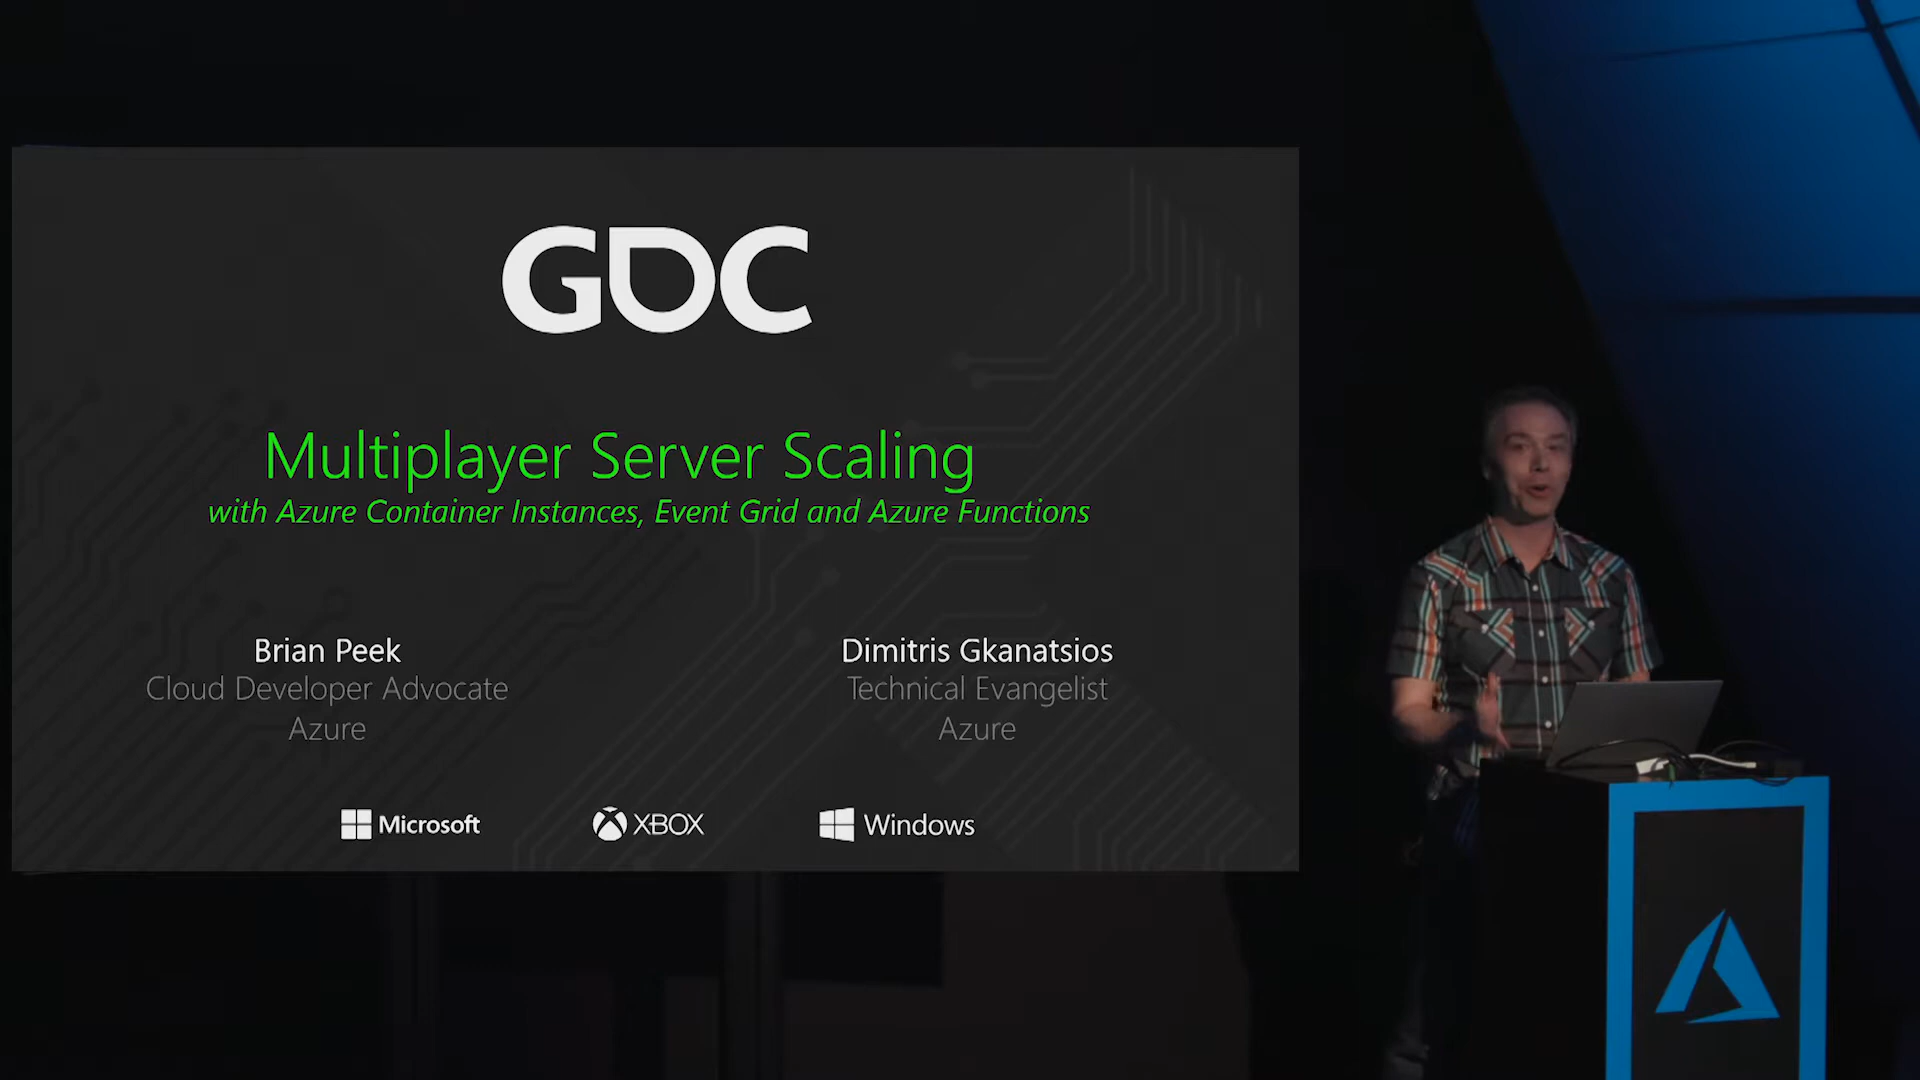 GDC
Multiplayer Server Scaling
with Azure Container Instances, Event Grid and Azure Functions
Brian Peek
Cloud Developer Advocate
Azure
Dimitris Gkanatsios
Technical Evangelist
Azure
Microsoft
XBOX
Windows